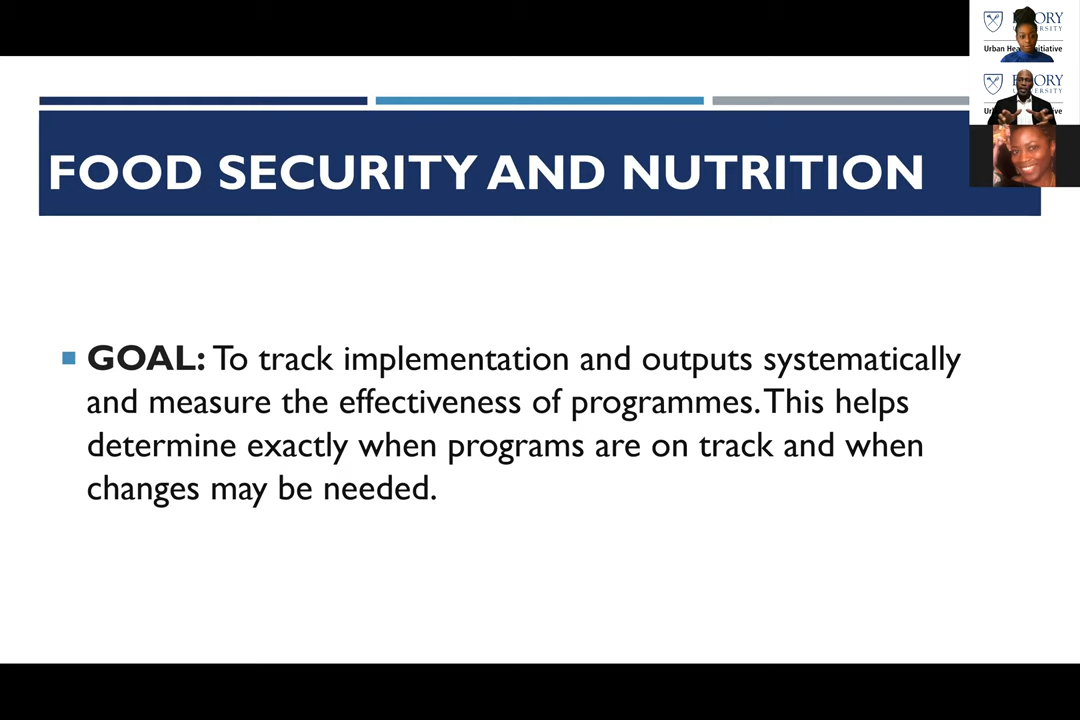 FOOD SECURITY AND NUTRITION
GOAL: To track implementation and outputs systematically
and measure the effectiveness of programmes. This helps
determine exactly when programs are on track and when
changes may be needed.